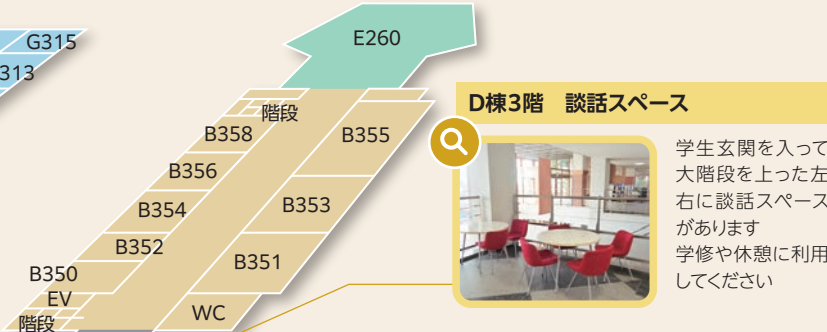 G315
313
E260
階段
B358
B355
B356
B354
B353
B352
B351
B350
EV
階段
WC
D棟3階 談話スペース
学生玄関を入って
大階段を上った左
右に談話スペース
があります
学修や休憩に利用
してください